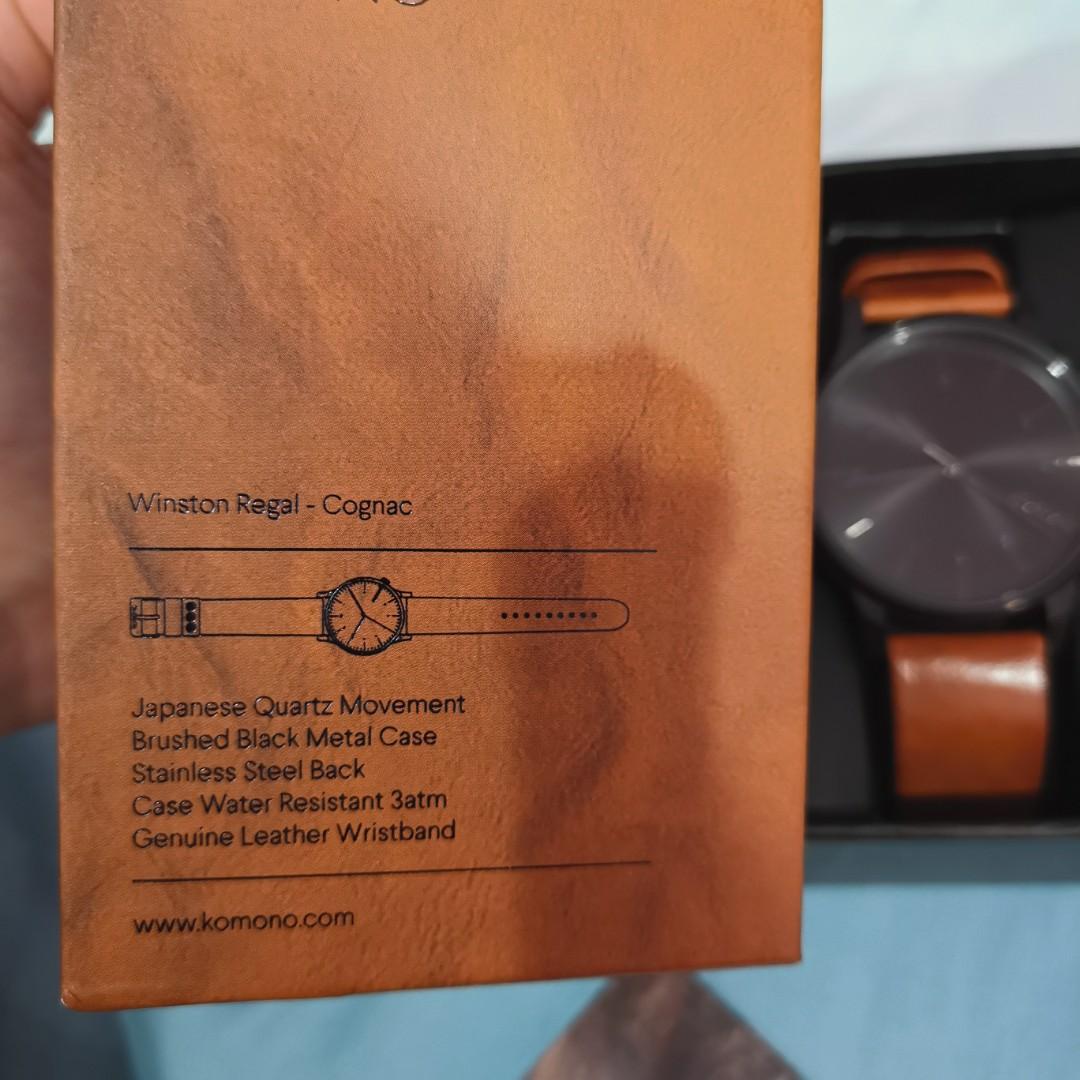 Winston Regal - Cognac
Japanese Quartz Movement
Brushed Black Metal Case
Stainless Steel Back
Case Water Resistant 3atm
Genuine Leather Wristband
www.komono.com